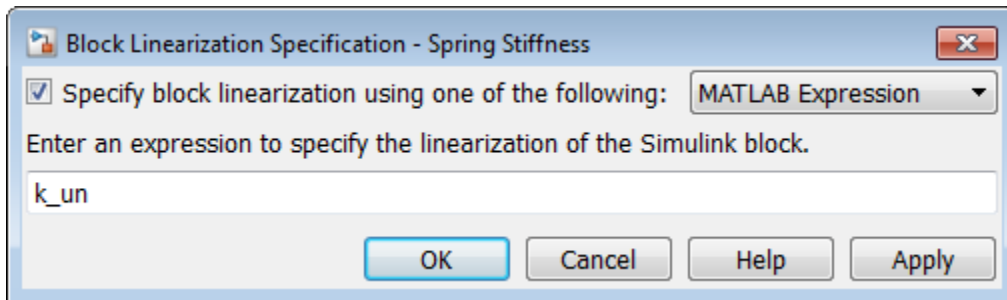 Block Linearization Specification - Spring Stiffness
Specify block linearization using one of the following: MATLAB Expression
Enter an expression to specify the linearization of the Simulink block.
k_un
OK Cancel Help Apply